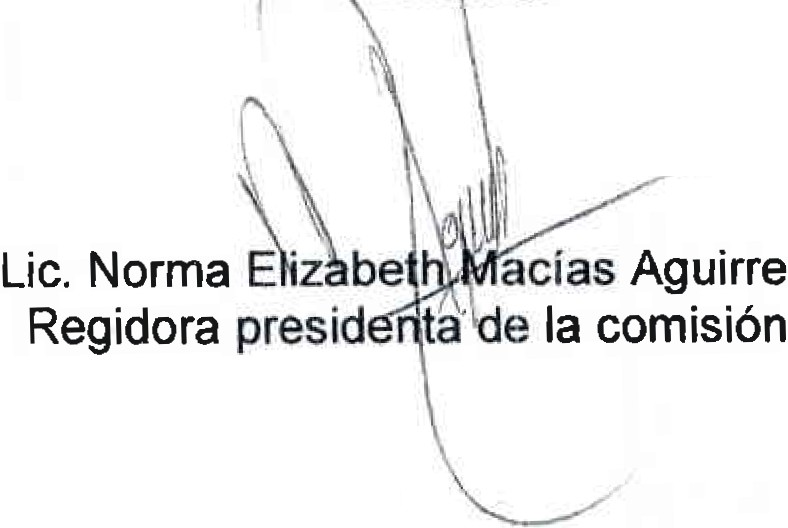 Lic. Norma Elizabeth Macías Aguirre
Regidora presidenta de la comisión